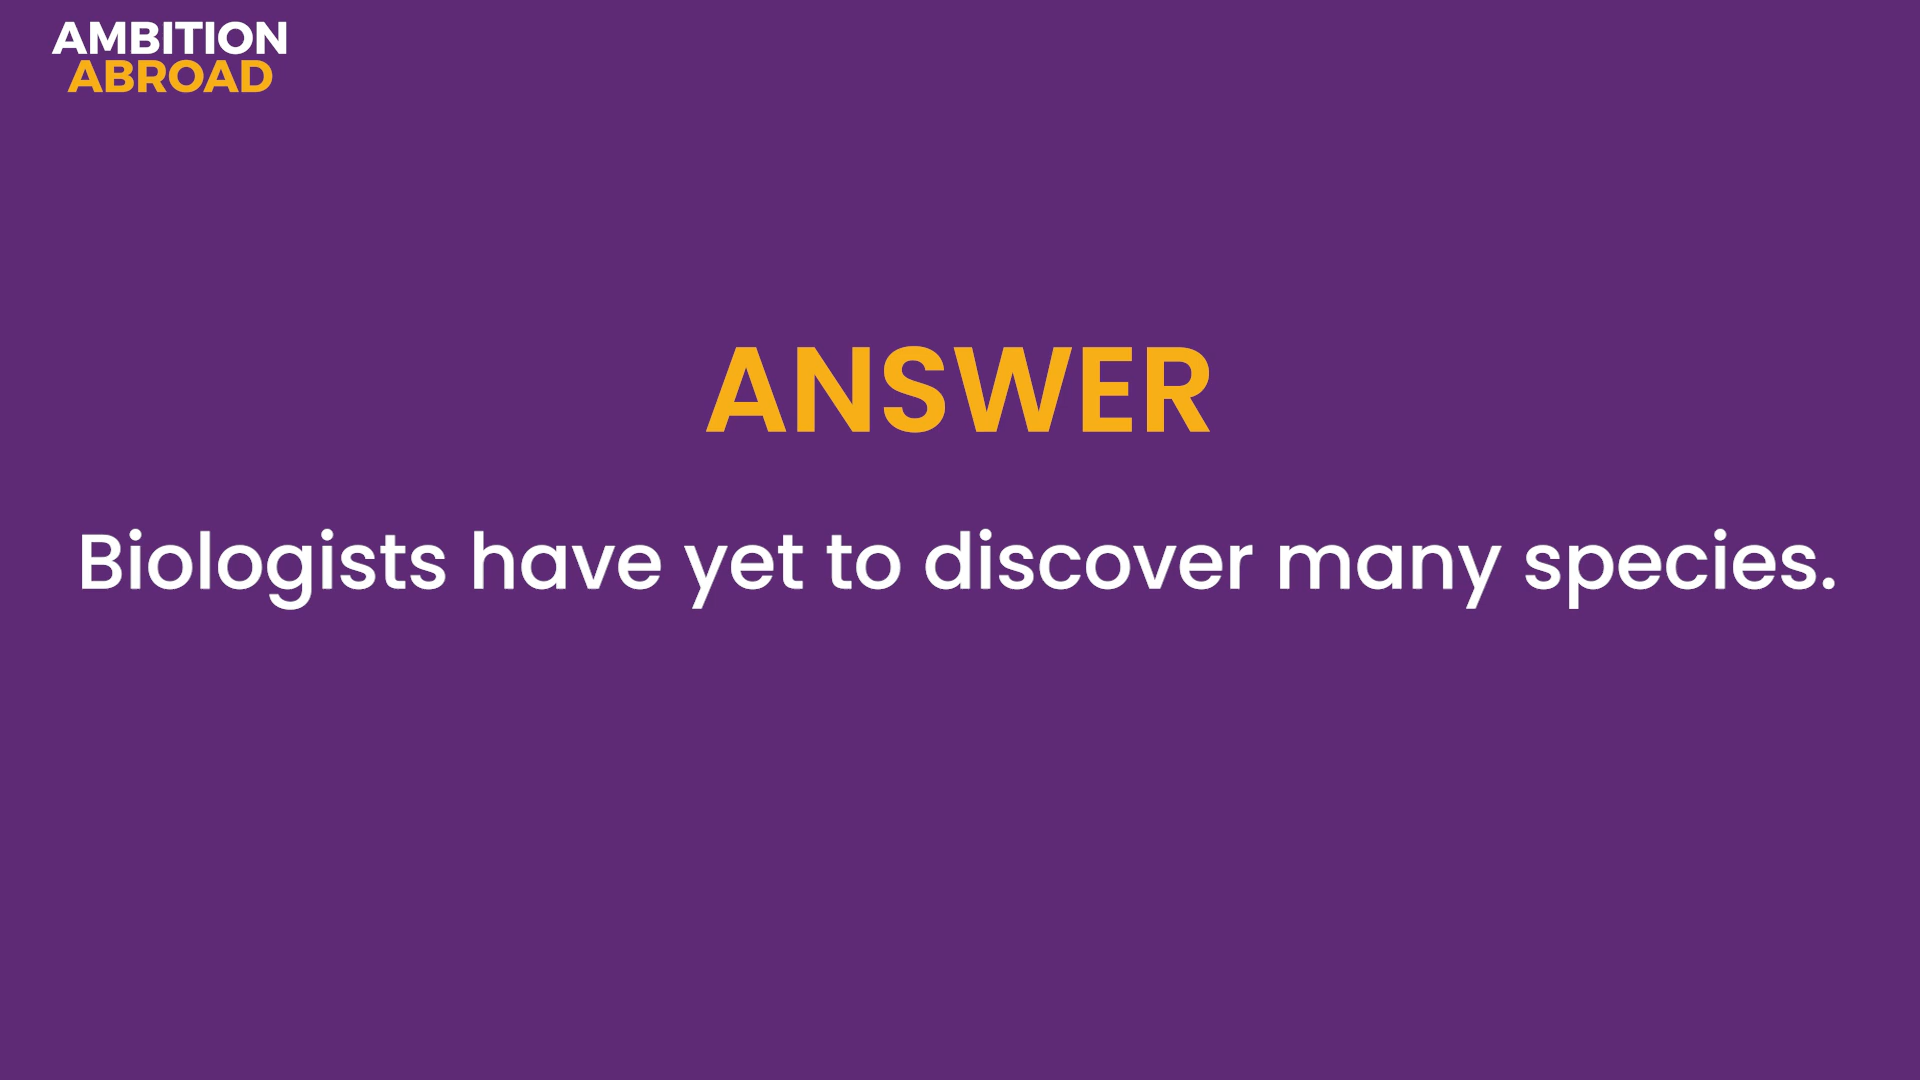 AMBITION
ABROAD
ANSWER
Biologists have yet to discover many species.